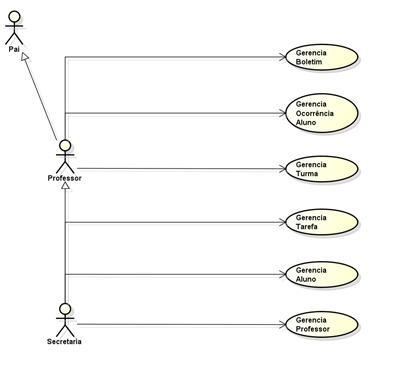 Pai
Gerencia
Boletim
Gerencia
Ocorrência
Aluno
Professor
Gerencia
Turma
Gerencia
Tarefa
Gerencia
Aluno
Secretaria
Gerencia
Professor